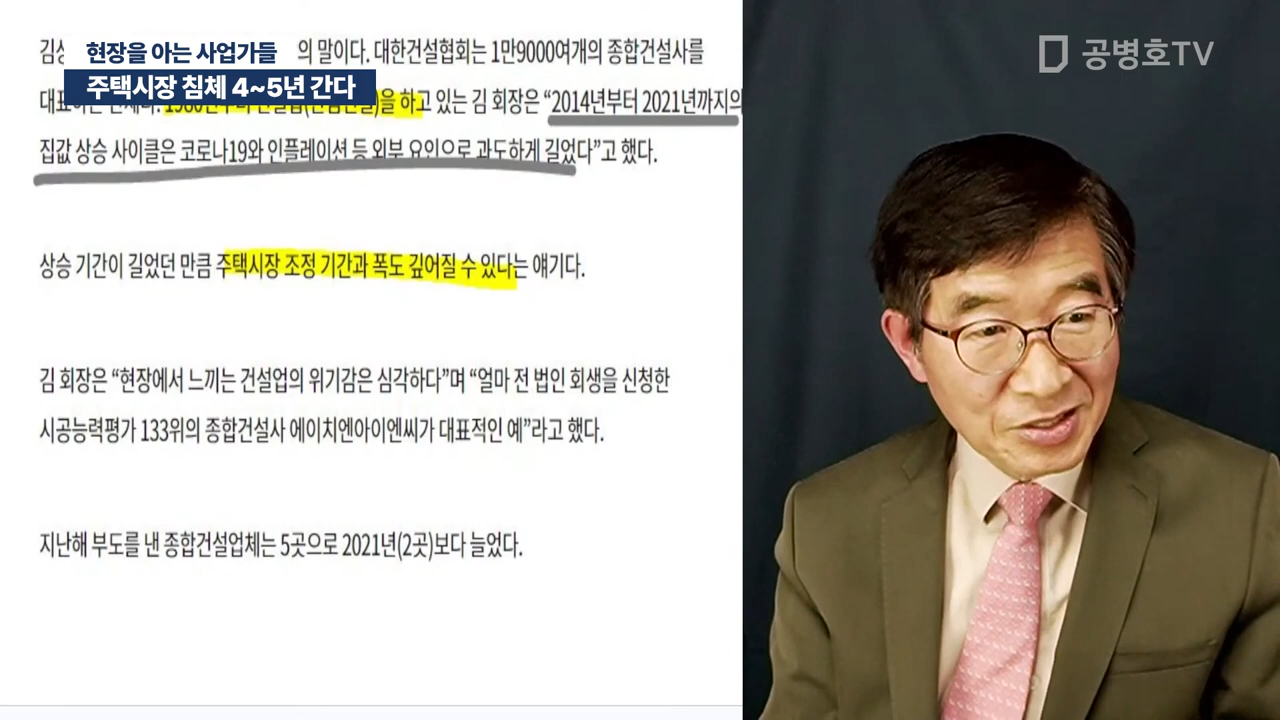 현장을 아는 사업가들
주택시장 침체 4~5년 간다
공병호TV
김 의 말이다. 대한건설협회는 1만9000여개의 종합건설사를
을 하고 있는 김 회장은 “2014년부터 2021년까지의
집값 상승 사이클은 코로나19와 인플레이션 등 외부 요인으로 과도하게 길었다”고 했다.
상승 기간이 길었던 만큼 주택시장 조정 기간과 폭도 깊어질 수 있다는 얘기다.
김 회장은 “현장에서 느끼는 건설업의 위기감은 심각하다”며 “얼마 전 법인 회생을 신청한
시공능력평가 133위의 종합건설사 에이치엔아이엔씨가 대표적인 예”라고 했다.
지난해 부도를 낸 종합건설업체는 5곳으로 2021년(2곳)보다 늘었다.